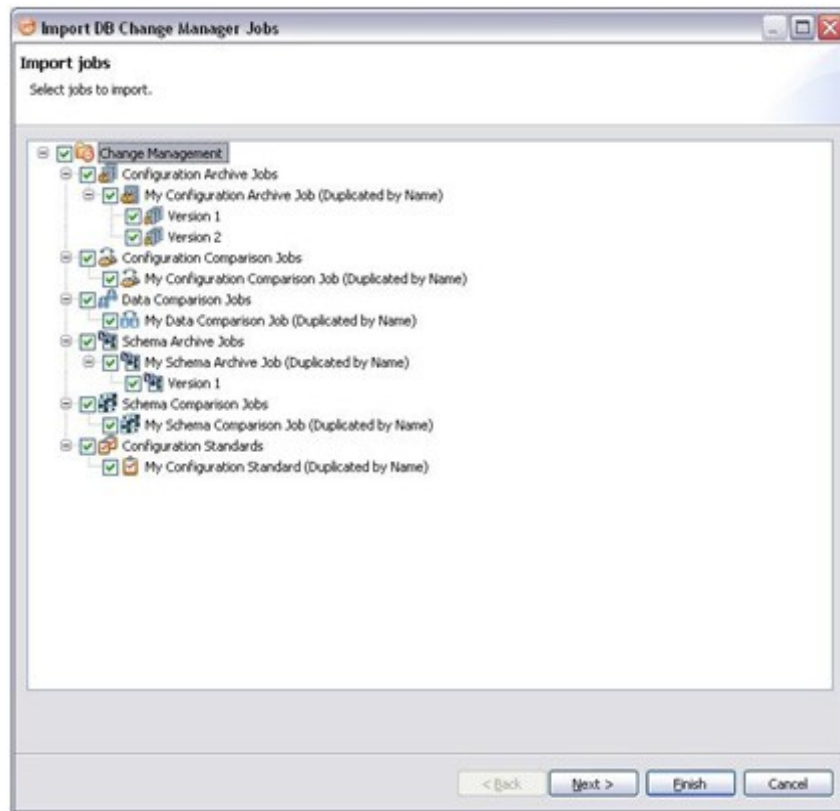 Import DB Change Manager Jobs
Import jobs
Select jobs to import.
Change Management
Configuration Archive Jobs
My Configuration Archive Job (Duplicated by Name)
Version 1
Version 2
Configuration Comparison Jobs
My Configuration Comparison Job (Duplicated by Name)
Data Comparison Jobs
My Data Comparison Job (Duplicated by Name)
Schema Archive Jobs
My Schema Archive Job (Duplicated by Name)
Version 1
Schema Comparison Jobs
My Schema Comparison Job (Duplicated by Name)
Configuration Standards
My Configuration Standard (Duplicated by Name)
< Back Next > Finish Cancel